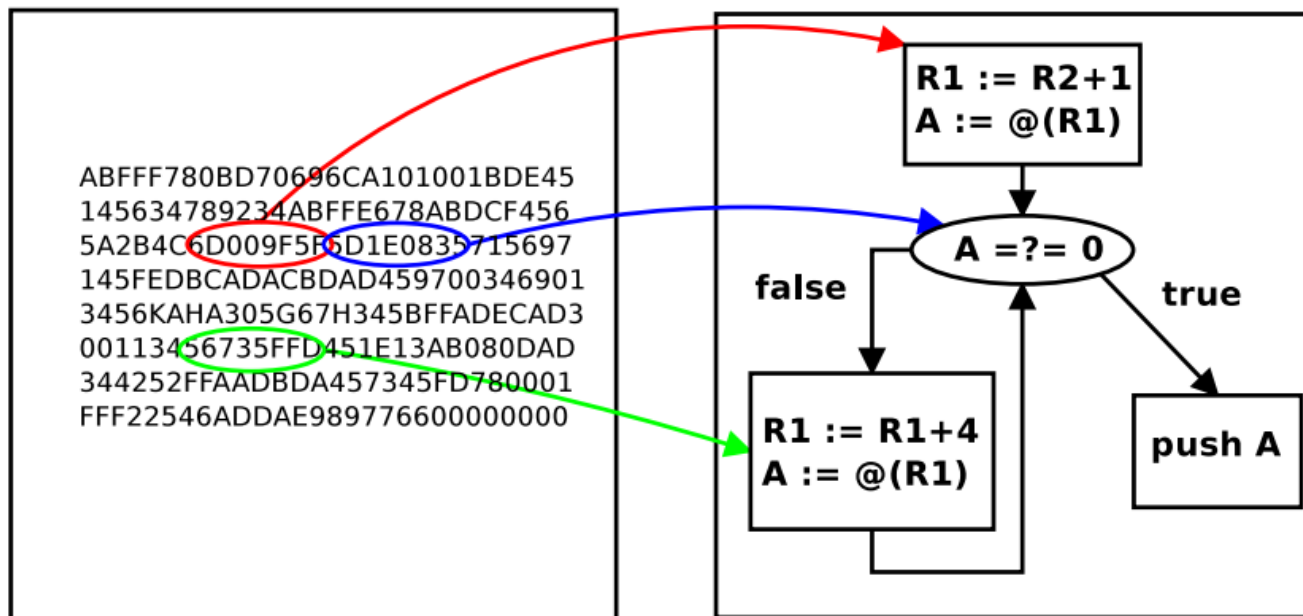 ABFFF780BD70696CA101001BDE45
145634789234ABFFE678ABDCF456
5A2B4C6D009F5F5D1E0835715697
145FEDBCADACBDAD459700346901
3456KAHA305G67H345BFFADECAD3
00113456735FFD451E13AB080DAD
344252FFAADBDA457345FD780001
FFF22546ADDAE9897766000000000
R1 := R2+1
A := @(R1)
A =?= 0
false
true
R1 := R1+4
A := @(R1)
push A